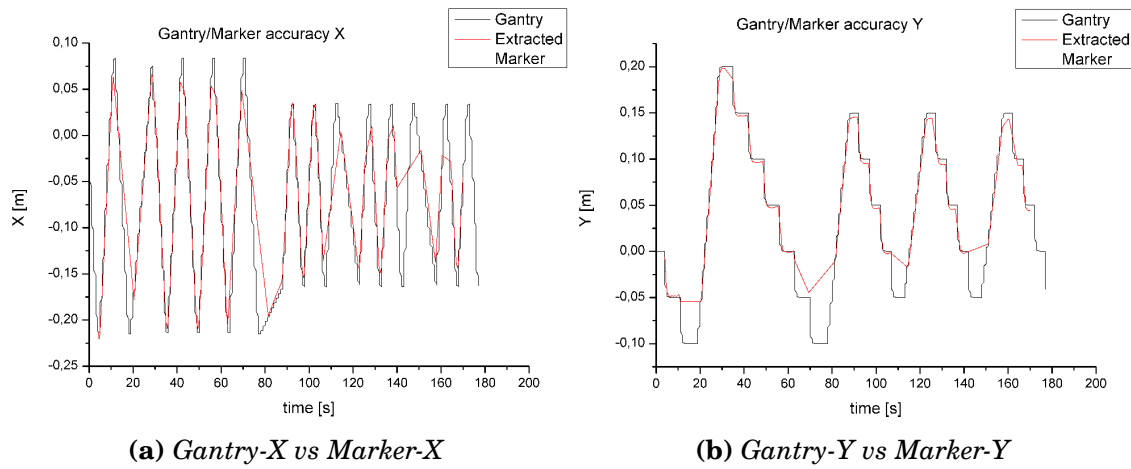 Gantry/Marker accuracy X
Gantry
Extracted
Marker
0,10
0,05
0,00
-0,05
-0,10
-0,15
-0,20
-0,25
X [m]
0 20 40 60 80 100 120 140 160 180 200
time [s]
(a) Gantry-X vs Marker-X
Gantry/Marker accuracy Y
Gantry
Extracted
Marker
0,20
0,15
0,10
0,05
0,00
-0,05
0,10
Y [m]
0 20 40 60 80 100 120 140 160 180 200
time [s]
(b) Gantry-Y vs Marker-Y